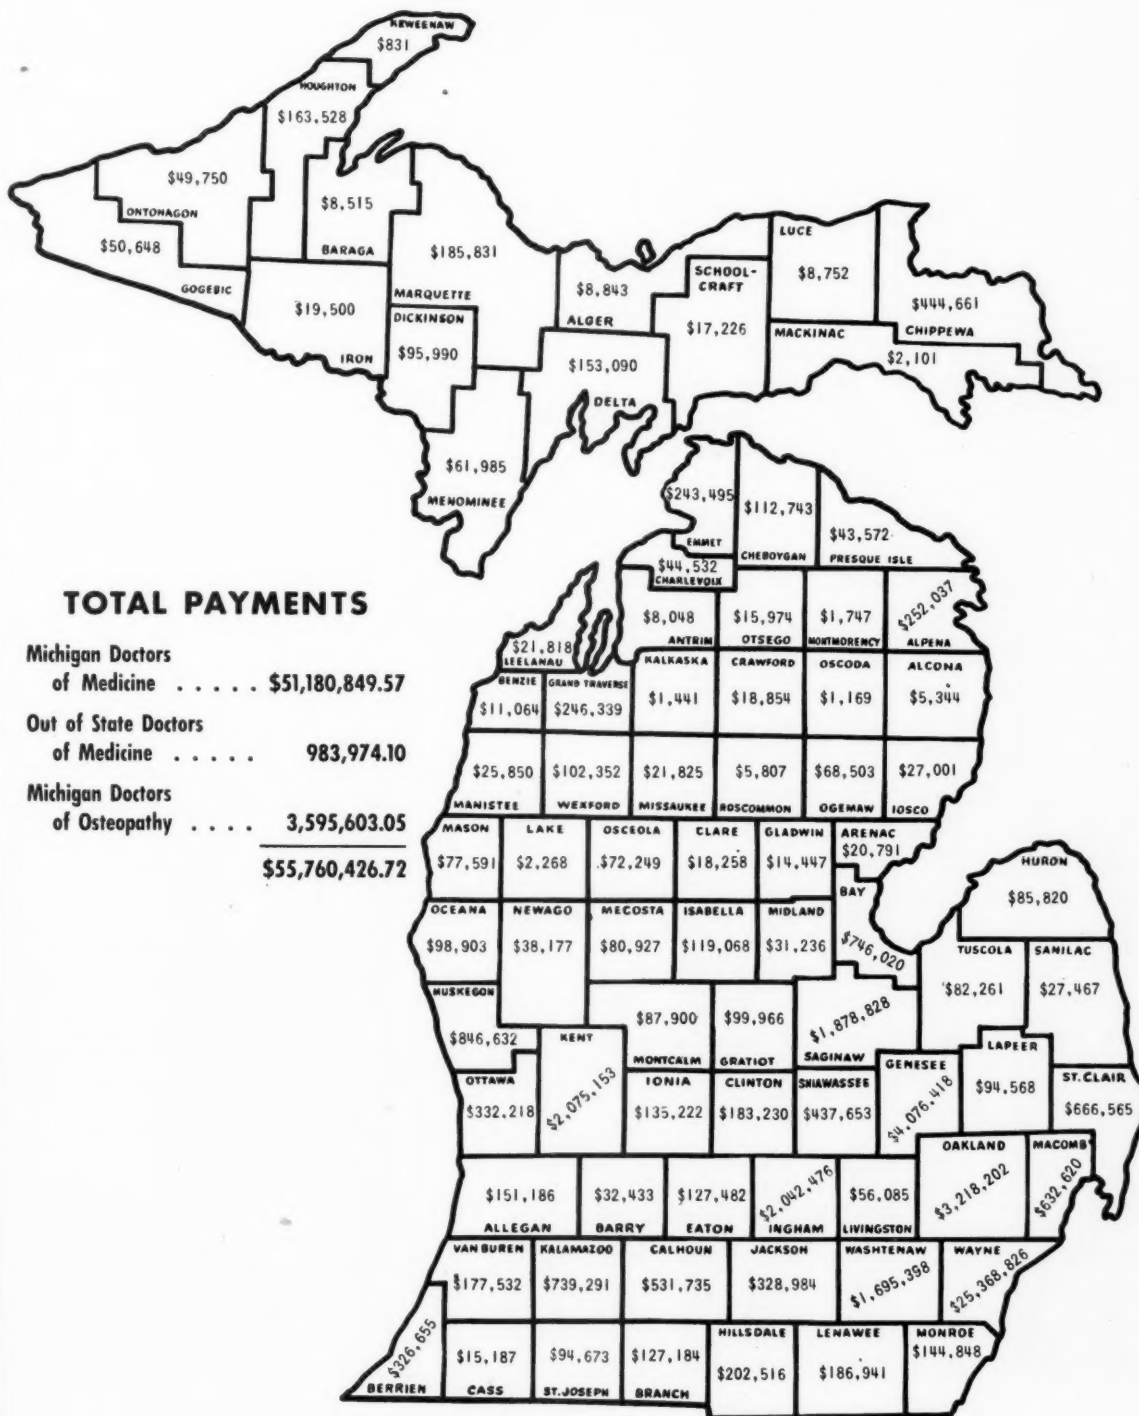 KEWEENAW
$831
HOUGHTON
$163,528
$49,750
ONTONAGON
$8,515
BARAGA
$50,648
GOGEBIC
$185,831
MARQUETTE
$19,500
IRON
DICKINSON
$95,990
$8,843
ALGER
SCHOOL-
CRAFT
$17,226
LUCE
$8,752
$444,661
CHIPPEWA
MACKINAC
$2,101
$153,090
DELTA
$61,985
MENOMINEE
$243,495
EMMET
$112,743
CHEBOYGAN
$43,572
PRESQUE ISLE
$44,532
CHARLEVOIX
TOTAL PAYMENTS
Michigan Doctors
of Medicine . . . . . $51,180,849.57
Out of State Doctors
of Medicine . . . . . 983,974.10
Michigan Doctors
of Osteopathy . . . . 3,595,603.05
$55,760,426.72
$8,048
ANTRIM
$15,974
OTSEGO
$1,747
MONTMORENCY
$252,037
ALPENA
$21,818
LEELANAU
BENZIE
$11,064
GRAND TRAVERSE
$246,339
KALKASKA
$1,441
CRAWFORD
$18,854
OSCODA
$1,169
ALCONA
$5,344
$25,850
MANISTEE
$102,352
WEXFORD
$21,825
MISSAUKEE
$5,807
ROSCOMMON
$68,503
OGEMAW
$27,001
IOSCO
MASON
$77,591
LAKE
$2,268
OSCEOLA
$72,249
CLARE
$18,258
GLADWIN
$14,447
ARENAC
$20,791
HURON
$85,820
OCEANA
$98,903
NEWAGO
$38,177
MECOSTA
$80,927
ISABELLA
$119,068
MIDLAND
$31,236
BAY
$746,020
TUSCOLA
$82,261
SANILAC
$27,467
MUSKEGON
$846,632
KENT
$2,075,153
$87,900
MONTCALM
$99,966
GRATIOT
$1,878,828
SAGINAW
GENESEE
$4,076,418
LAPEER
$94,568
ST. CLAIR
$666,565
OTTAWA
$332,218
IONIA
$135,222
CLINTON
$183,230
SHIAWASSEE
$437,653
OAKLAND
$3,218,202
MACOMB
$632,620
$151,186
ALLEGAN
$32,433
BARRY
$127,482
EATON
$2,042,476
INGHAM
$56,085
LIVINGSTON
VAN BUREN
$177,532
KALAMAZOO
$739,291
CALHOUN
$531,735
JACKSON
$328,984
WASHTENAW
$1,695,398
WAYNE
$25,368,826
$326,655
BERRIEN
$15,187
CASS
$94,673
ST. JOSEPH
$127,184
BRANCH
HILLSDALE
$202,516
LENAWEE
$186,941
MONROE
$144,848